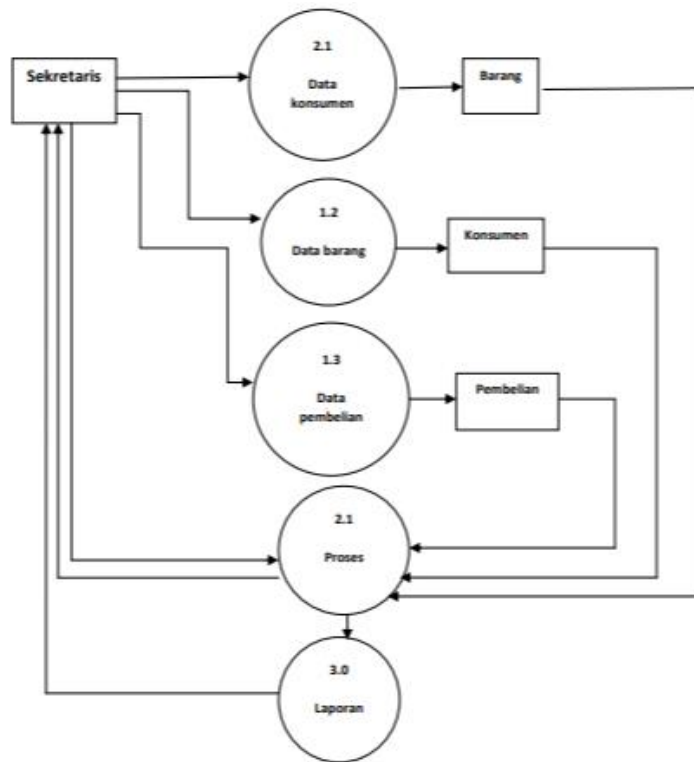 Sekretaris
2.1
Data
konsumen
Barang
1.2
Data barang
Konsumen
1.3
Data
pembelian
Pembelian
2.1
Proses
3.0
Laporan